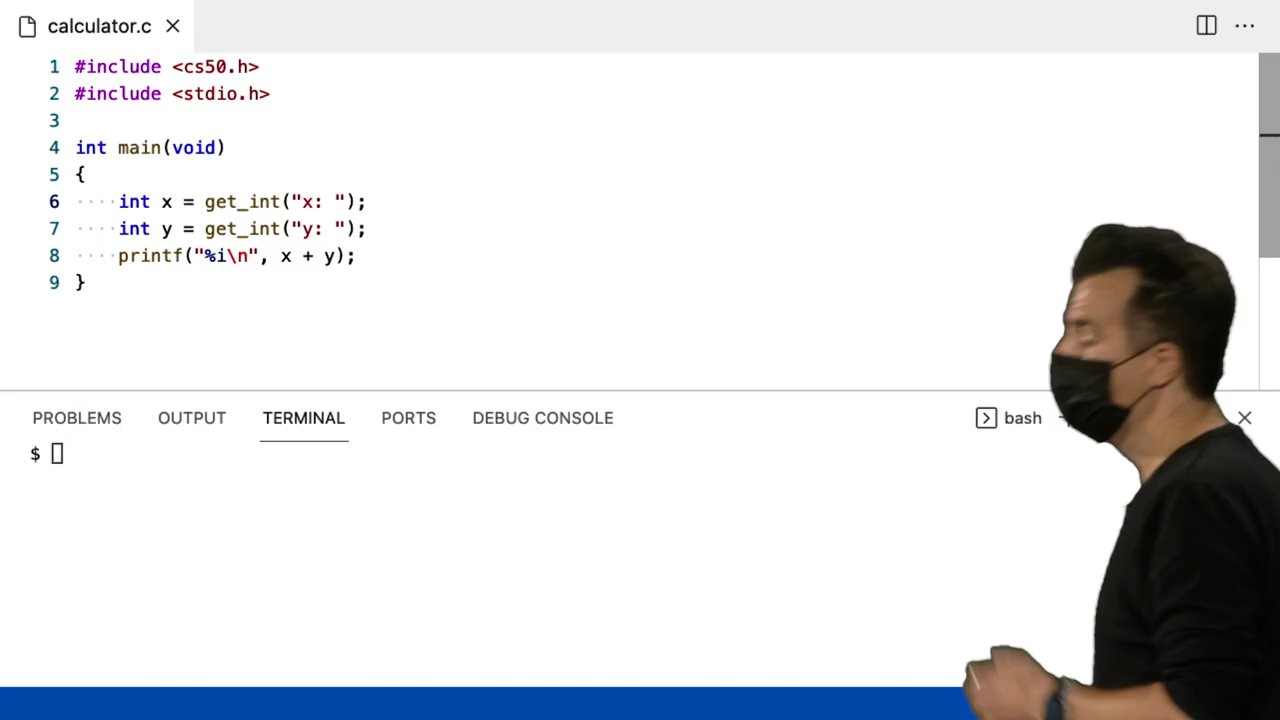 calculator.c
1 #include <cs50.h>
2 #include <stdio.h>
3
4 int main(void)
5 {
6 ····int x = get_int("x: ");
7 ····int y = get_int("y: ");
8 ····printf("%i\n", x + y);
9 }
PROBLEMS OUTPUT TERMINAL PORTS DEBUG CONSOLE bash
$